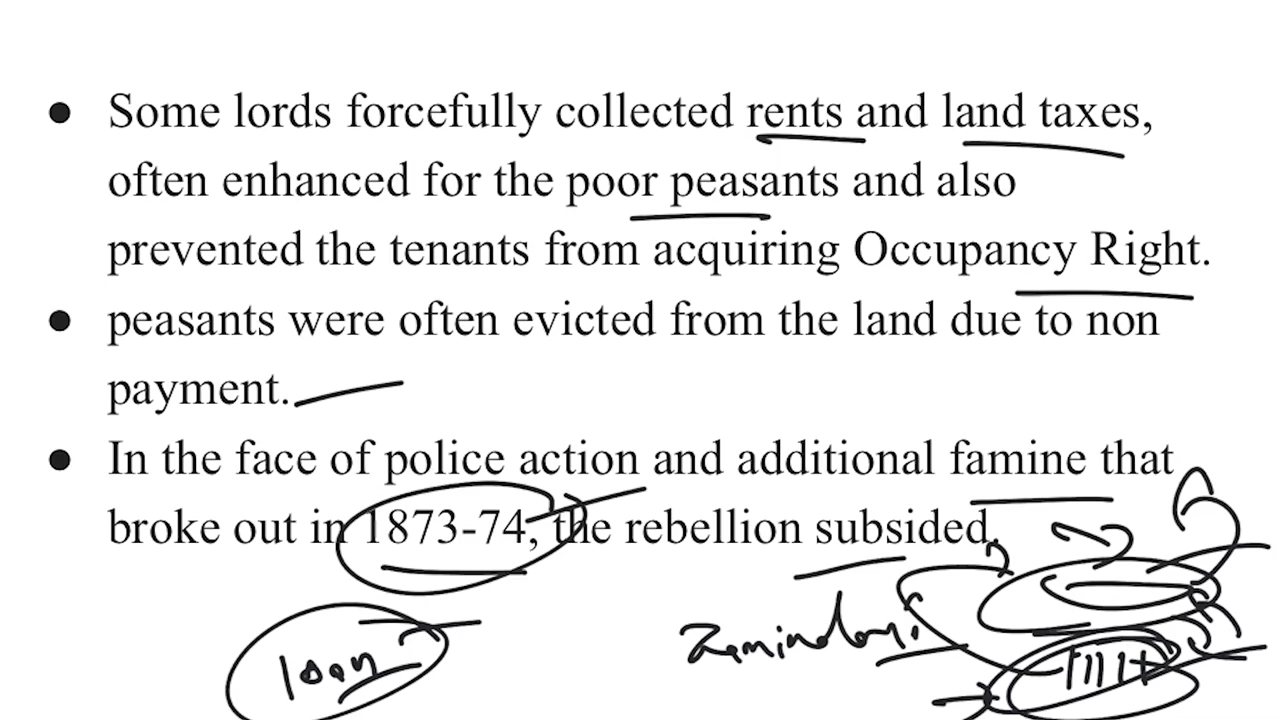 ● Some lords forcefully collected rents and land taxes,
often enhanced for the poor peasants and also
prevented the tenants from acquiring Occupancy Right.
● peasants were often evicted from the land due to non
payment.
● In the face of police action and additional famine that
broke out in 1873-74, the rebellion subsided.
loan
Zamindari